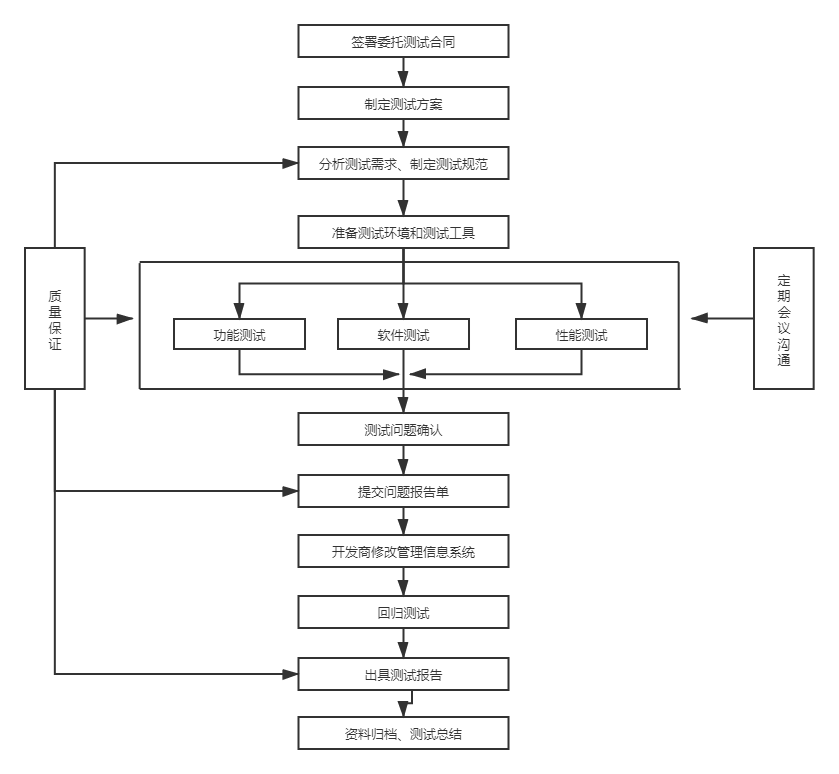 签署委托测试合同
制定测试方案
分析测试需求、制定测试规范
准备测试环境和测试工具
质量保证
定期会议沟通
功能测试
软件测试
性能测试
测试问题确认
提交问题报告单
开发商修改管理信息系统
回归测试
出具测试报告
资料归档、测试总结